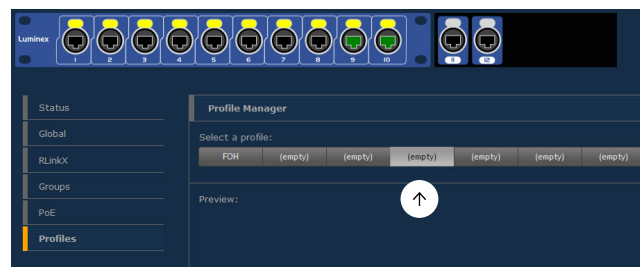 Luminex
1 2 3 4 5 6 7 8 9 10 11 12
Status
Global
RLinkX
Groups
PoE
Profiles
Profile Manager
Select a profile:
FOH (empty) (empty) (empty) (empty) (empty) (empty)
Preview: